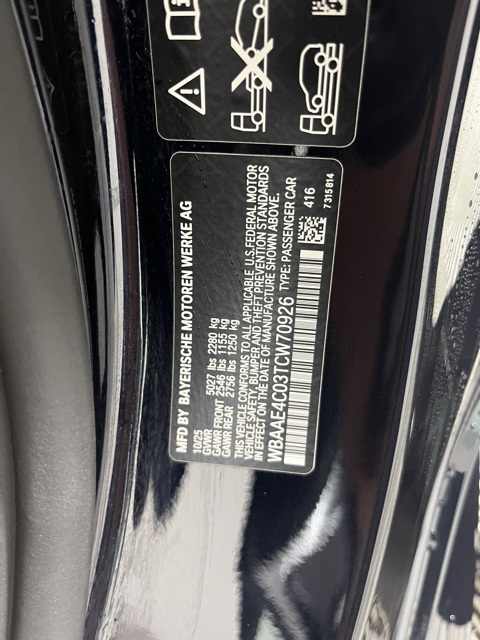 MFD BY BAYERISCHE MOTOREN WERKE AG
10/25
GVWR 5027 lbs 2280 kg
GAWR FRONT 2546 lbs 1155 kg
GAWR REAR 2756 lbs 1250 kg
THIS VEHICLE CONFORMS TO ALL APPLICABLE U.S. FEDERAL MOTOR
VEHICLE SAFETY, BUMPER AND THEFT PREVENTION STANDARDS
IN EFFECT ON THE DATE OF MANUFACTURE SHOWN ABOVE.
WBAAE4C03TCW70926 TYPE: PASSENGER CAR
416
7315814